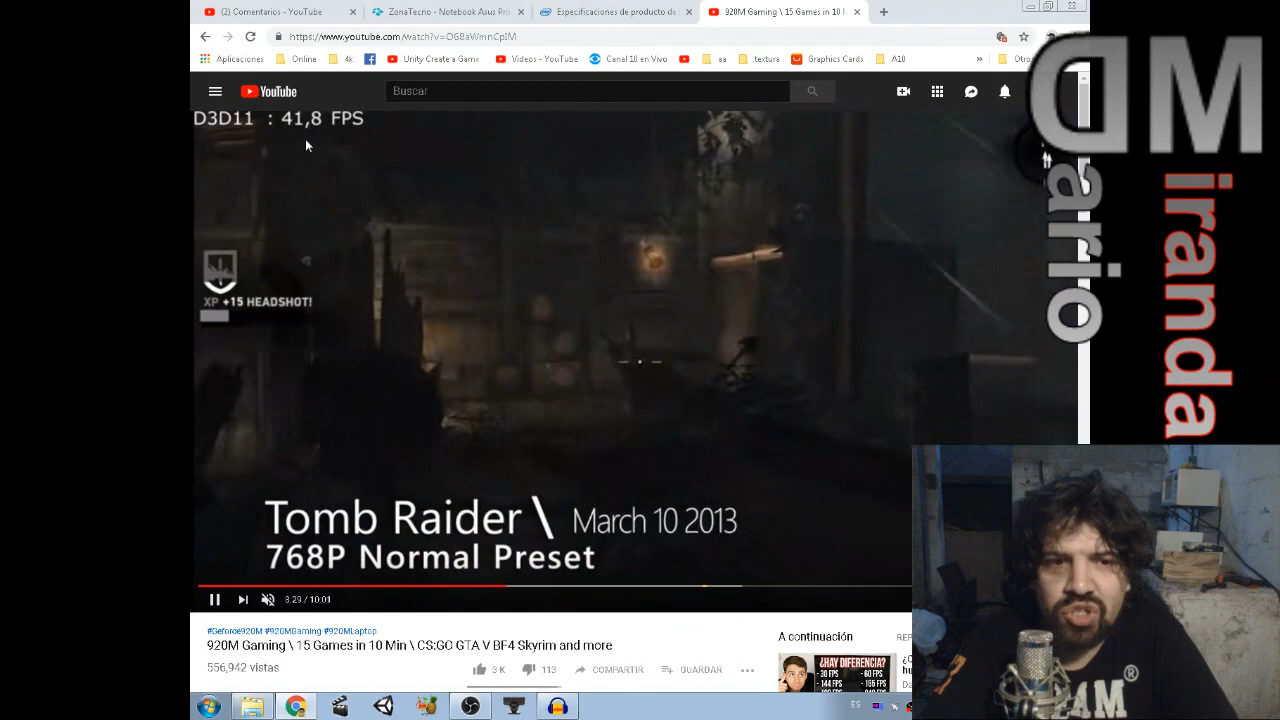 (2) Comentarios - YouTube
ZonaTecno - Notebook Asus Pro
Especificaciones de producto de
920M Gaming \ 15 Games in 10 M
https://www.youtube.com/watch?v=O68aWmnCpIM
Aplicaciones
Online
4k
Unity Create a Game
Videos - YouTube
Canal 10 en Vivo
aa
textura
Graphics Cards
A10
»
Otro
YouTube
Buscar
D3D11 : 41,8 FPS
XP +15 HEADSHOT!
Tomb Raider \ March 10 2013
768P Normal Preset
3:29 / 10:01
#Geforce920M #920MGaming #920MLaptop
920M Gaming \ 15 Games in 10 Min \ CS:GO GTA V BF4 Skyrim and more
556,942 vistas
3 K
113
COMPARTIR
GUARDAR
A continuación
REP
¿HAY DIFERENCIA?
- 30 FPS
- 60 FPS
- 144 FPS
ES
Dario
Miranda
AM®